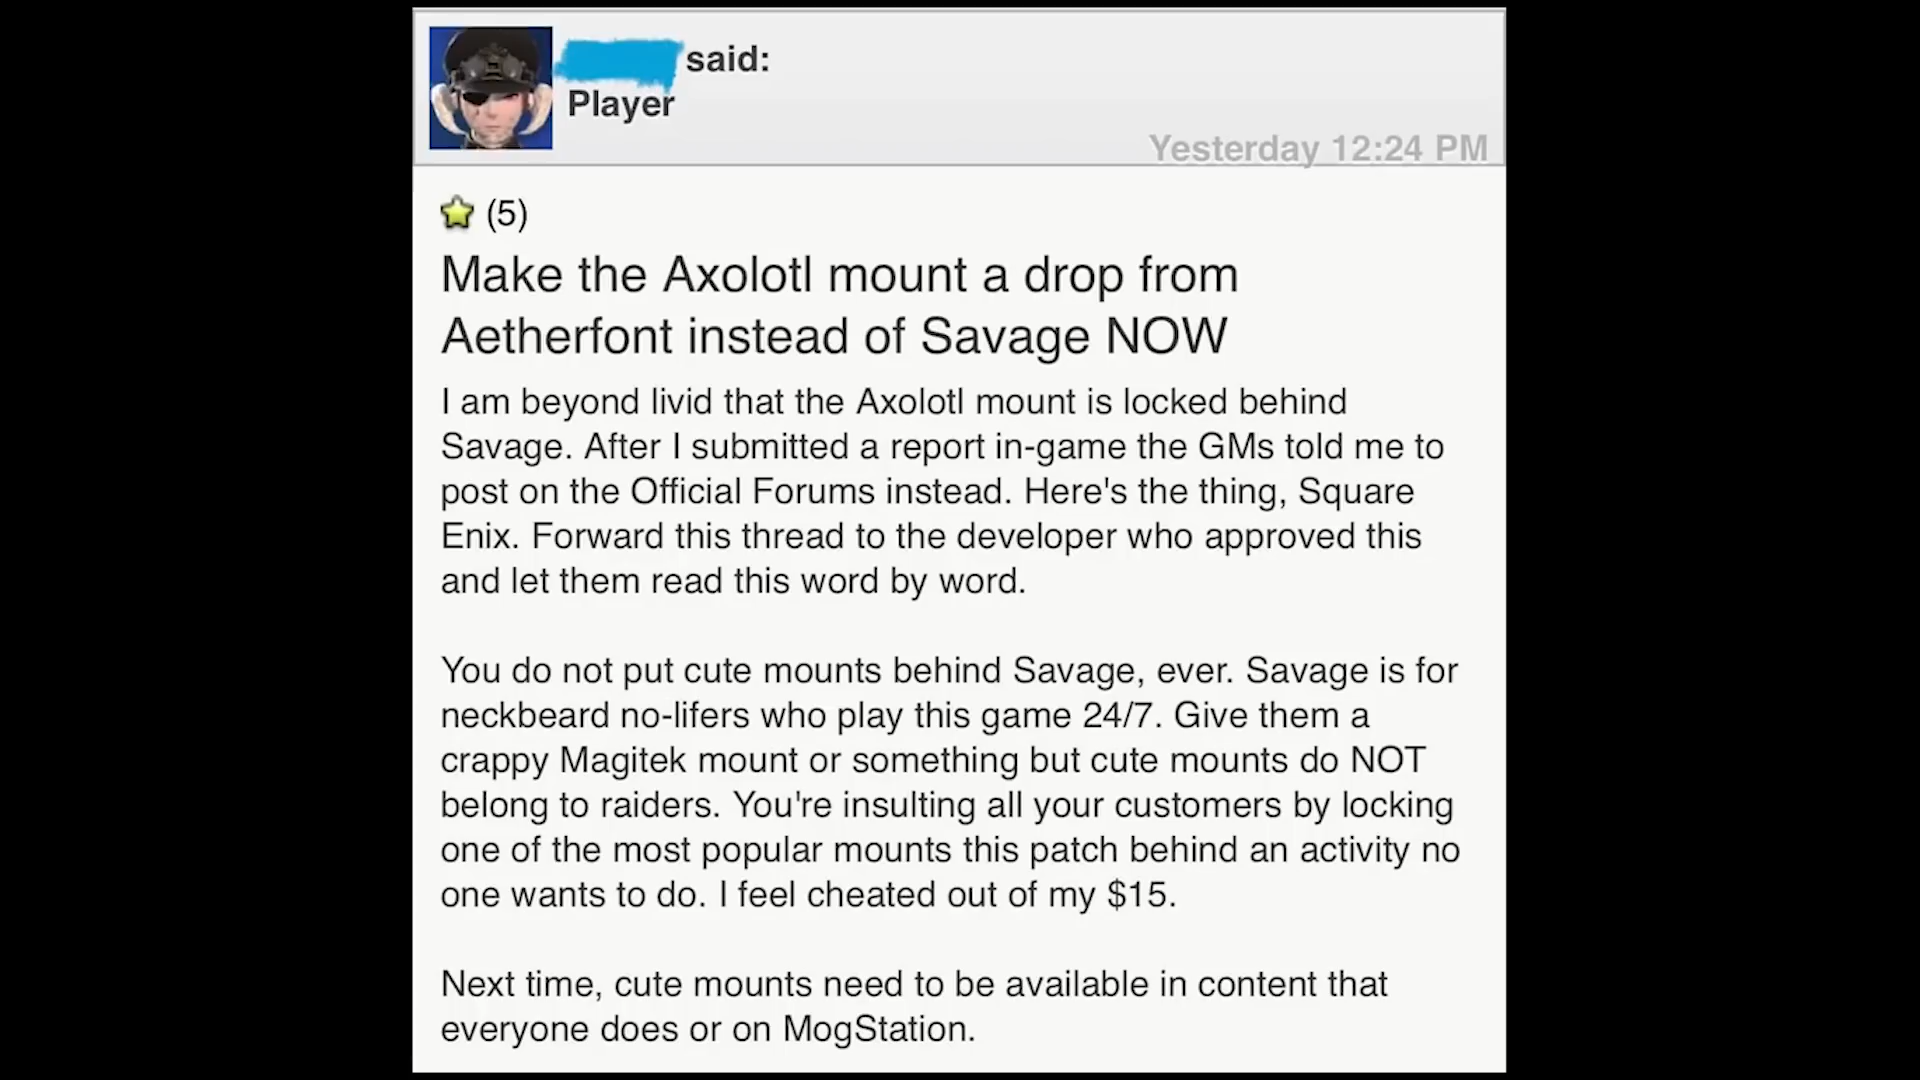 said:
Player
Yesterday 12:24 PM
(5)
Make the Axolotl mount a drop from
Aetherfont instead of Savage NOW
I am beyond livid that the Axolotl mount is locked behind
Savage. After I submitted a report in-game the GMs told me to
post on the Official Forums instead. Here's the thing, Square
Enix. Forward this thread to the developer who approved this
and let them read this word by word.
You do not put cute mounts behind Savage, ever. Savage is for
neckbeard no-lifers who play this game 24/7. Give them a
crappy Magitek mount or something but cute mounts do NOT
belong to raiders. You're insulting all your customers by locking
one of the most popular mounts this patch behind an activity no
one wants to do. I feel cheated out of my $15.
Next time, cute mounts need to be available in content that
everyone does or on MogStation.